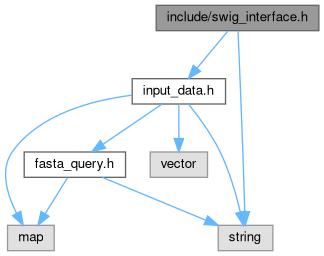 include/swig_interface.h
input_data.h
fasta_query.h
vector
map
string